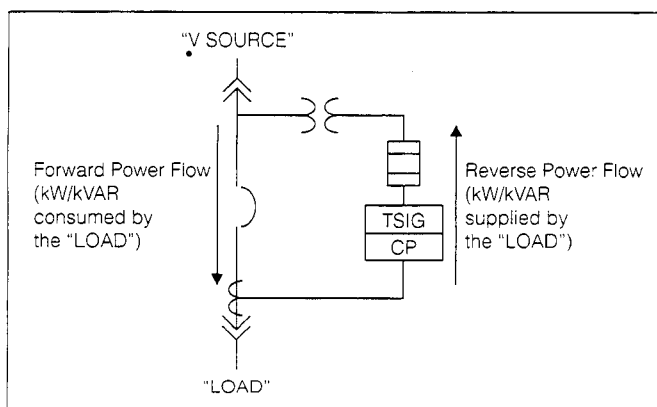 "V SOURCE"
Forward Power Flow
(kW/kVAR
consumed by
the "LOAD")
TSIG
CP
Reverse Power Flow
(kW/kVAR
supplied by
the "LOAD")
"LOAD"